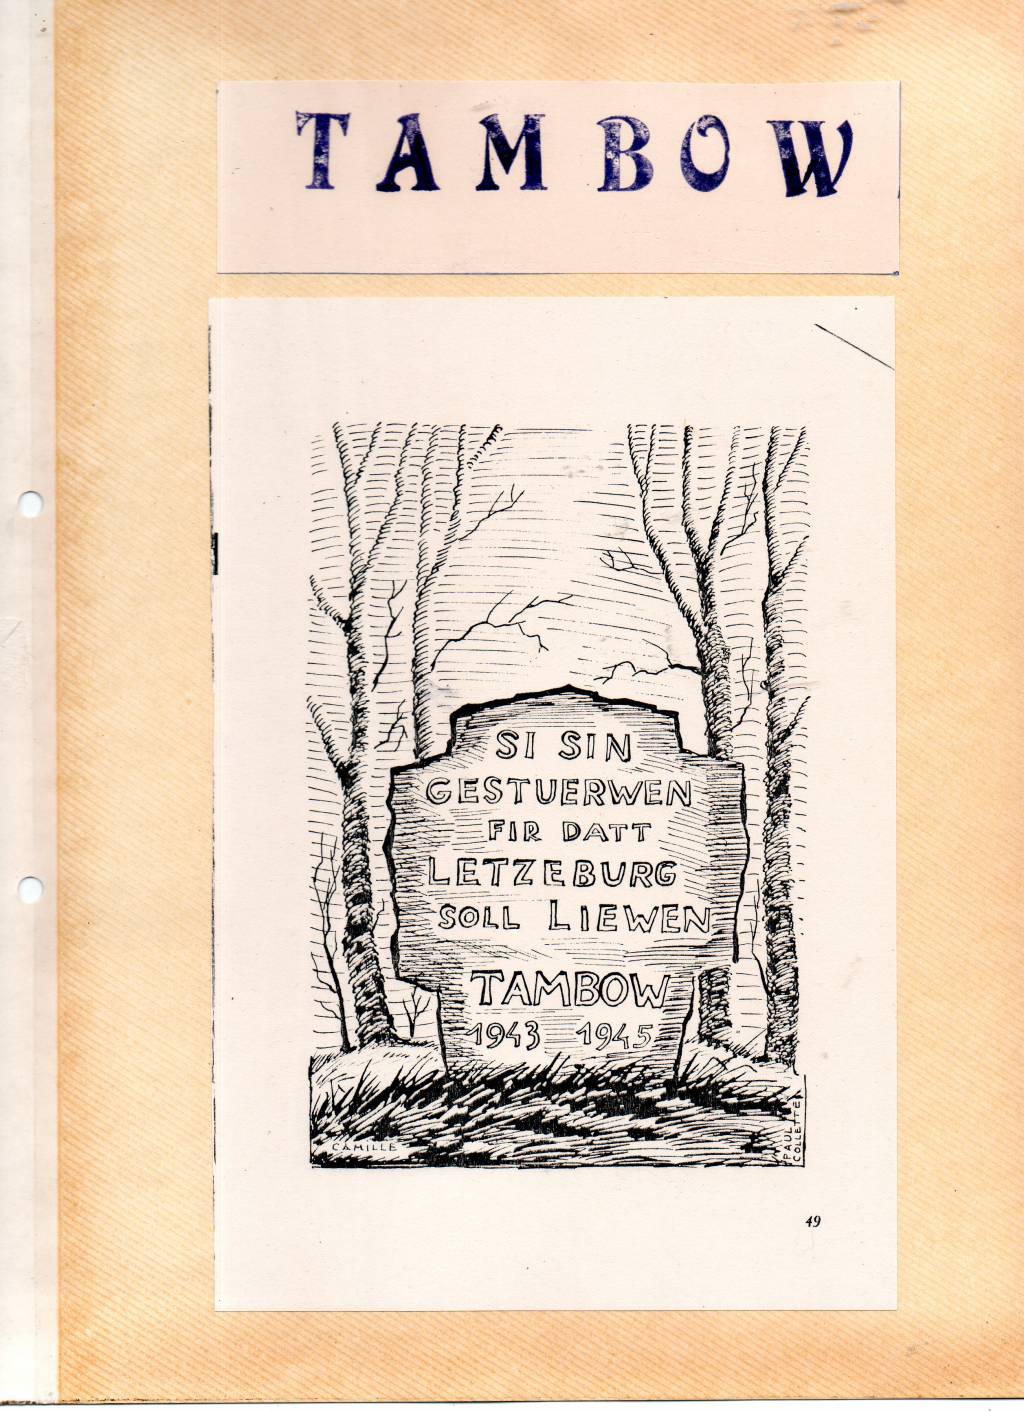 TAMBOW
SI SIN
GESTUERWEN
FIR DATT
LETZEBURG
SOLL LIEWEN
TAMBOW
1943 1945
CAMILLE
PAUL
COLLETTE
49